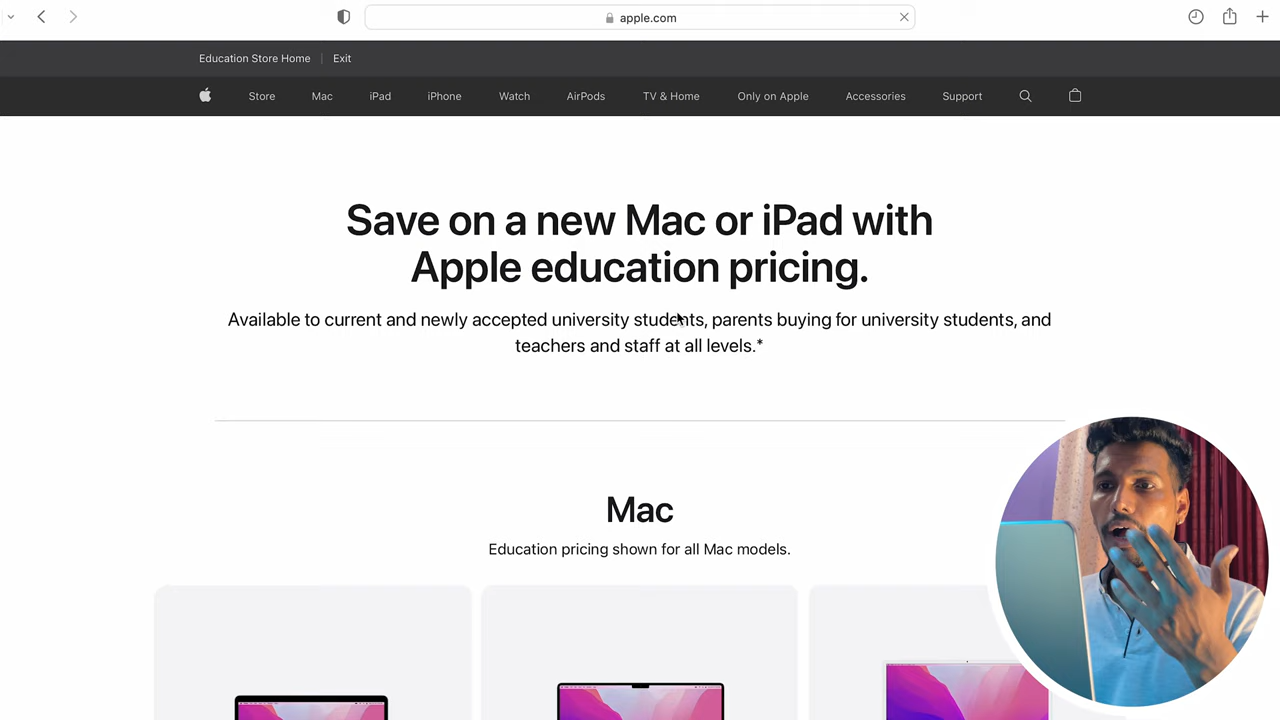 apple.com
Education Store Home | Exit
Store Mac iPad iPhone Watch AirPods TV & Home Only on Apple Accessories Support
Save on a new Mac or iPad with
Apple education pricing.
Available to current and newly accepted university students, parents buying for university students, and
teachers and staff at all levels.*
Mac
Education pricing shown for all Mac models.